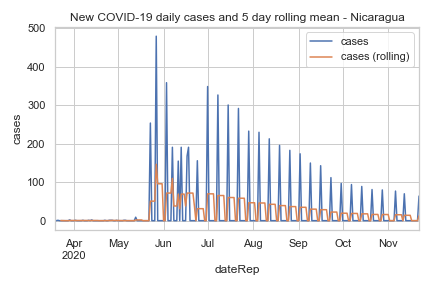 New COVID-19 daily cases and 5 day rolling mean - Nicaragua
cases
cases (rolling)
500
400
300
200
100
0
cases
Apr May Jun Jul Aug Sep Oct Nov
2020
dateRep